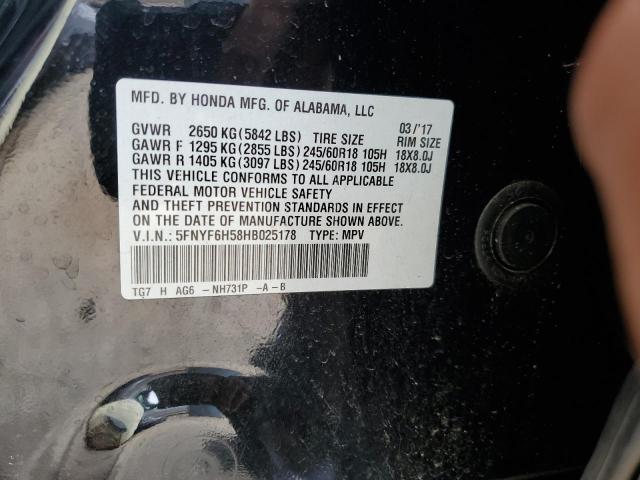 MFD. BY HONDA MFG. OF ALABAMA, LLC
03/'17
GVWR 2650 KG(5842 LBS) TIRE SIZE RIM SIZE
GAWR F 1295 KG(2855 LBS)245/60R18 105H 18X8.0J
GAWR R 1405 KG(3097 LBS)245/60R18 105H 18X8.0J
THIS VEHICLE CONFORMS TO ALL APPLICABLE
FEDERAL MOTOR VEHICLE SAFETY
AND THEFT PREVENTION STANDARDS IN EFFECT
ON THE DATE OF MANUFACTURE SHOWN ABOVE.
V.I.N.: 5FNYF6H58HB025178 TYPE: MPV
TG7 H AG6 - NH731P -A-B